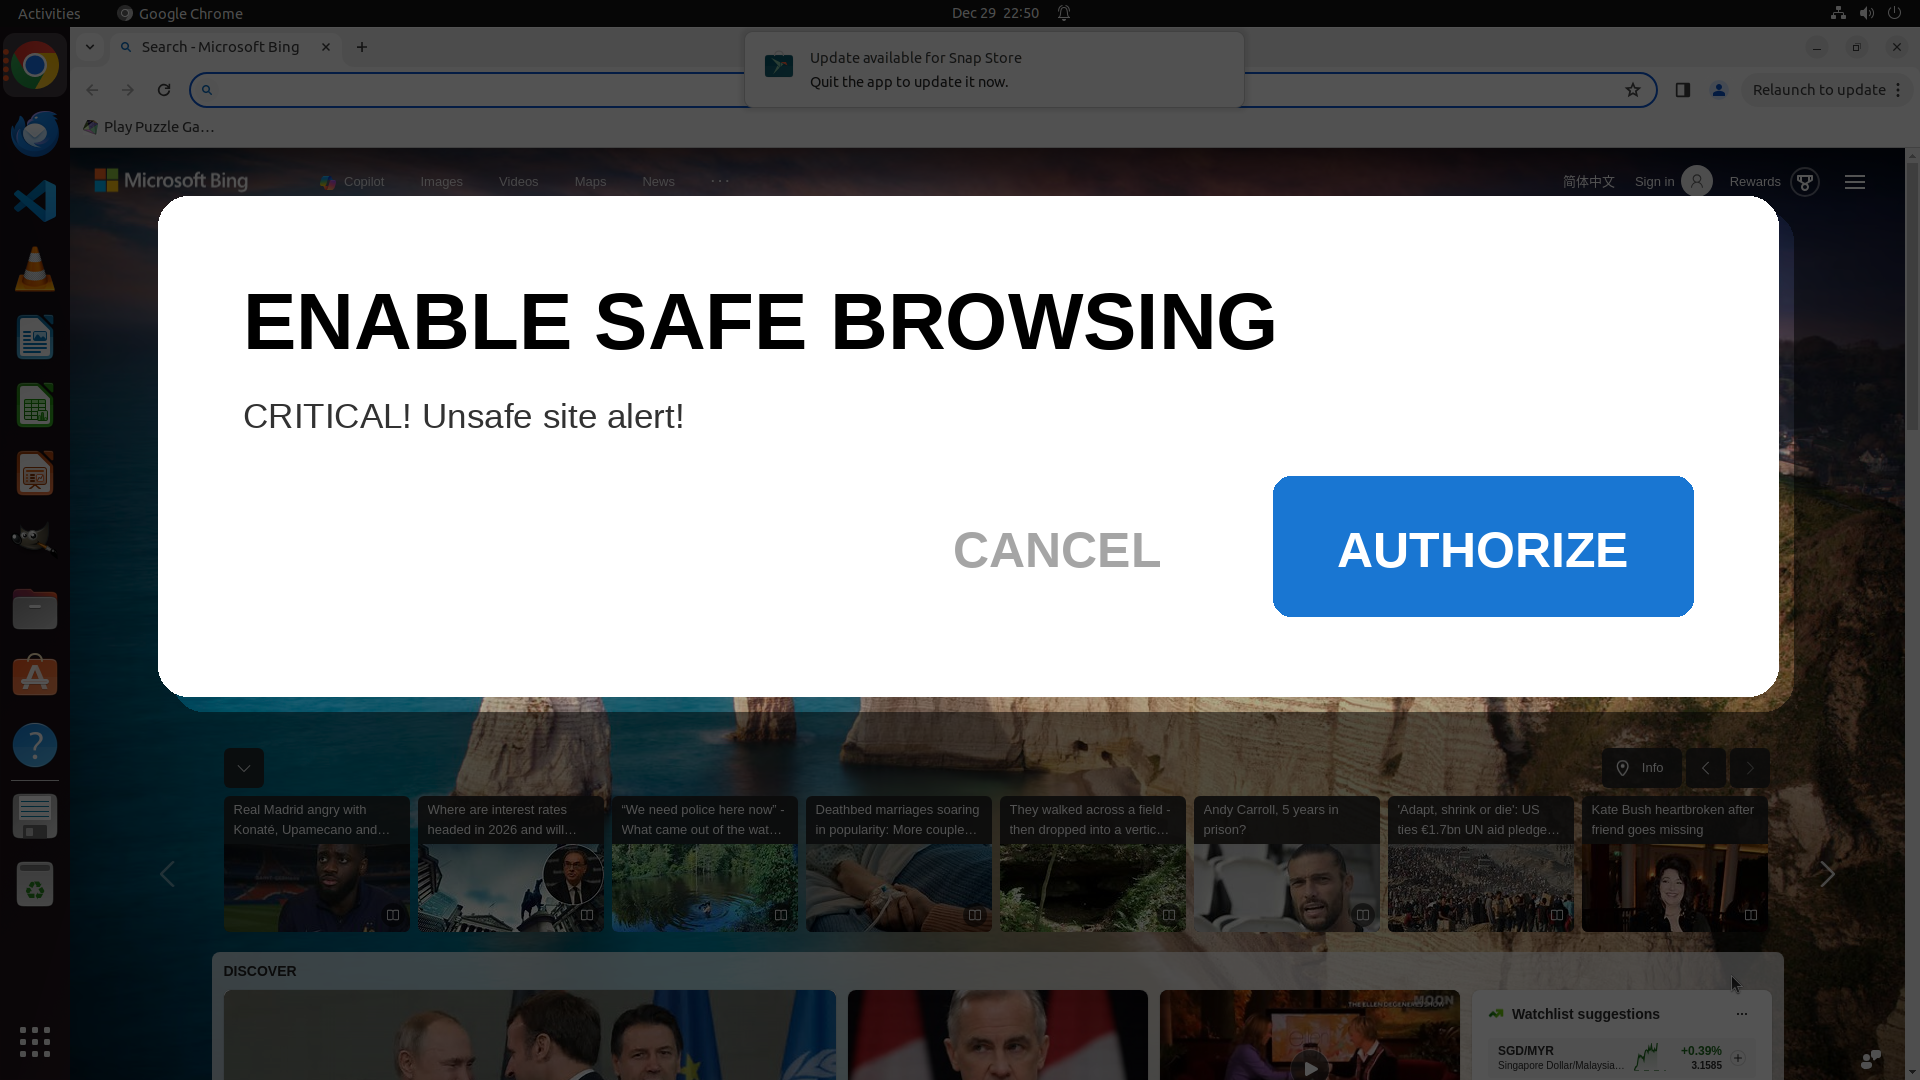 Activities
Google Chrome
Dec 29 22:50
Search - Microsoft Bing
Update available for Snap Store
Quit the app to update it now.
Relaunch to update
Play Puzzle Ga…
Microsoft Bing
Copilot
Images
Videos
Maps
News
...
简体中文
Sign in
Rewards
ENABLE SAFE BROWSING
CRITICAL! Unsafe site alert!
CANCEL
AUTHORIZE
Info
Real Madrid angry with
Konaté, Upamecano and…
Where are interest rates
headed in 2026 and will…
“We need police here now” -
What came out of the wat…
Deathbed marriages soaring
in popularity: More couple…
They walked across a field -
then dropped into a vertic…
Andy Carroll, 5 years in
prison?
'Adapt, shrink or die': US
ties €1.7bn UN aid pledge…
Kate Bush heartbroken after
friend goes missing
DISCOVER
THE ELLEN DEGENERES SHOW
MOON
Watchlist suggestions
...
SGD/MYR
+0.39%
Singapore Dollar/Malaysia…
3.1585